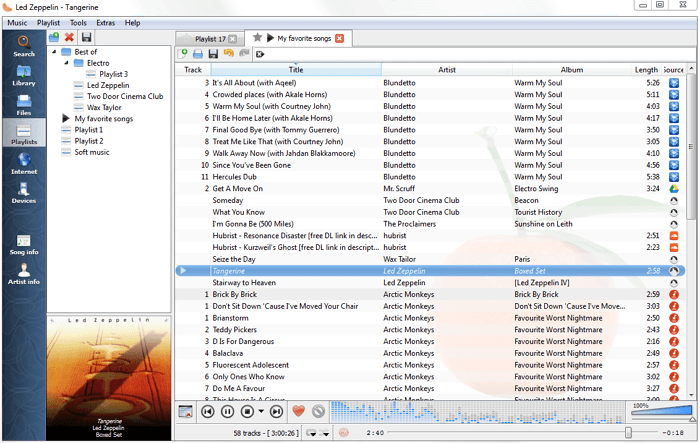 Led Zeppelin - Tangerine
Music Playlist Tools Extras Help
Search
Library
Files
Playlists
Internet
Devices
Song info
Artist info
Best of
Electro
Playlist 3
Led Zeppelin
Two Door Cinema Club
Wax Taylor
My favorite songs
Playlist 1
Playlist 2
Soft music
Led Zeppelin
Tangerine
Led Zeppelin
Boxed Set
Playlist 17 My favorite songs
Track Title Artist Album Length Source
3 It's All About (with Aqeel) Blundetto Warm My Soul 5:26
4 Crowded places (with Akale Horns) Blundetto Warm My Soul 5:11
5 Warm My Soul (with Courtney John) Blundetto Warm My Soul 4:03
6 I'll Be Home Later (with Akale Horns) Blundetto Warm My Soul 4:17
7 Final Good Bye (with Tommy Guerrero) Blundetto Warm My Soul 3:50
8 Treat Me Like That (with Courtney John) Blundetto Warm My Soul 3:05
9 Walk Away Now (with Jahdan Blakkamoore) Blundetto Warm My Soul 4:10
10 Since You've Been Gone Blundetto Warm My Soul 4:56
11 Hercules Dub Blundetto Warm My Soul 5:38
2 Get A Move On Mr. Scruff Electro Swing 3:24
Someday Two Door Cinema Club Beacon
What You Know Two Door Cinema Club Tourist History
I'm Gonna Be (500 Miles) The Proclaimers Sunshine on Leith
Hubrist - Resonance Disaster [free DL link in desc... hubrist 2:51
Hubrist - Kurzweil's Ghost [free DL link in descript... hubrist 2:23
Seize the Day Wax Tailor Paris
Tangerine Led Zeppelin Boxed Set 2:58
Stairway to Heaven Led Zeppelin [Led Zeppelin IV]
1 Brick By Brick Arctic Monkeys Brick By Brick 2:59
1 Don't Sit Down 'Cause I've Moved Your Chair Arctic Monkeys Don't Sit Down 'Cause I've Mo... 3:03
1 Brianstorm Arctic Monkeys Favourite Worst Nightmare 2:50
2 Teddy Pickers Arctic Monkeys Favourite Worst Nightmare 2:43
3 D Is For Dangerous Arctic Monkeys Favourite Worst Nightmare 2:16
4 Balaclava Arctic Monkeys Favourite Worst Nightmare 2:49
5 Fluorescent Adolescent Arctic Monkeys Favourite Worst Nightmare 2:57
6 Only Ones Who Know Arctic Monkeys Favourite Worst Nightmare 3:02
7 Do Me A Favour Arctic Monkeys Favourite Worst Nightmare 3:27
8 This House Is A Circus Arctic Monkeys Favourite Worst Nightmare 3:09
100%
58 tracks - [ 3:00:26 ] 2:40 -0:18